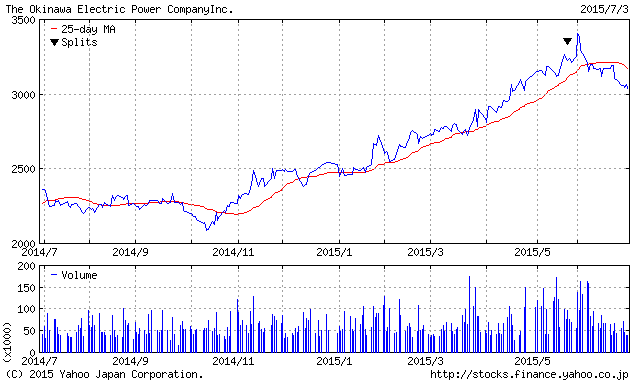 The Okinawa Electric Power CompanyInc. 2015/7/3
3500
25-day MA
Splits
3000
2500
2000
2014/7 2014/9 2014/11 2015/1 2015/3 2015/5
200
Volume
150
100
50
0
(x1000)
2014/7 2014/9 2014/11 2015/1 2015/3 2015/5
(C) 2015 Yahoo Japan Corporation. http://stocks.finance.yahoo.co.jp